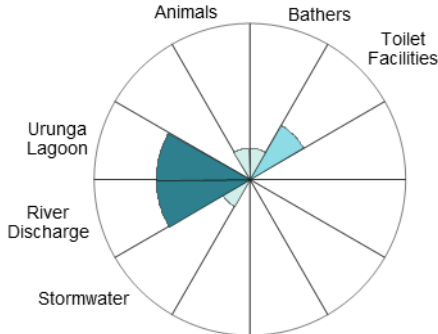 Animals
Bathers
Toilet
Facilities
Urunga
Lagoon
River
Discharge
Stormwater